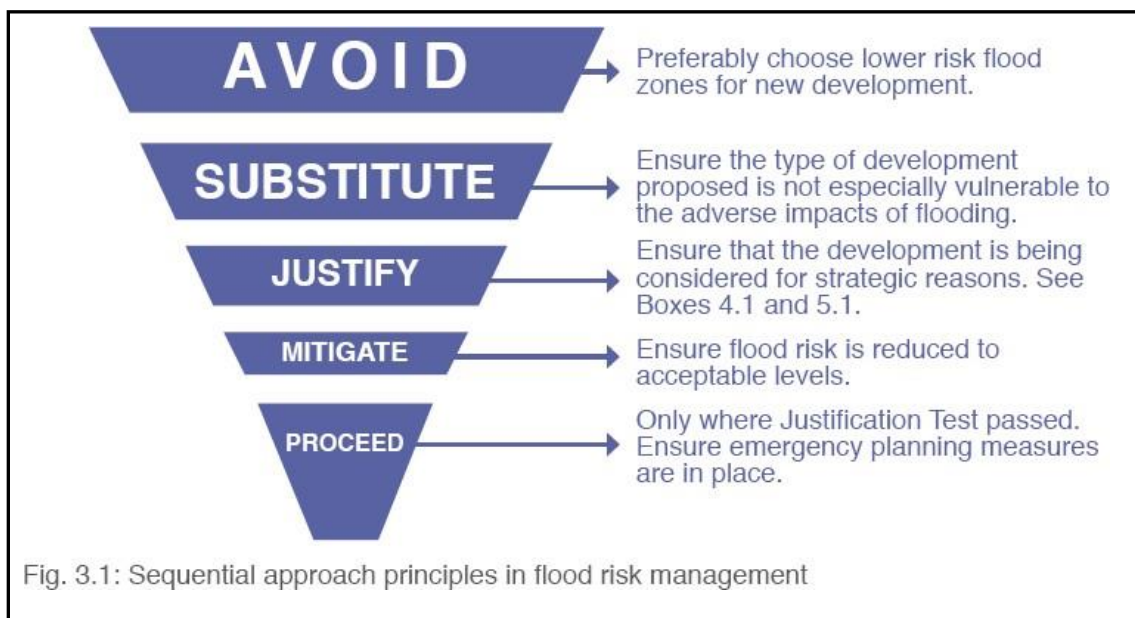 AVOID
Preferably choose lower risk flood
zones for new development.
SUBSTITUTE
Ensure the type of development
proposed is not especially vulnerable to
the adverse impacts of flooding.
JUSTIFY
Ensure that the development is being
considered for strategic reasons. See
Boxes 4.1 and 5.1.
MITIGATE
Ensure flood risk is reduced to
acceptable levels.
PROCEED
Only where Justification Test passed.
Ensure emergency planning measures
are in place.
Fig. 3.1: Sequential approach principles in flood risk management